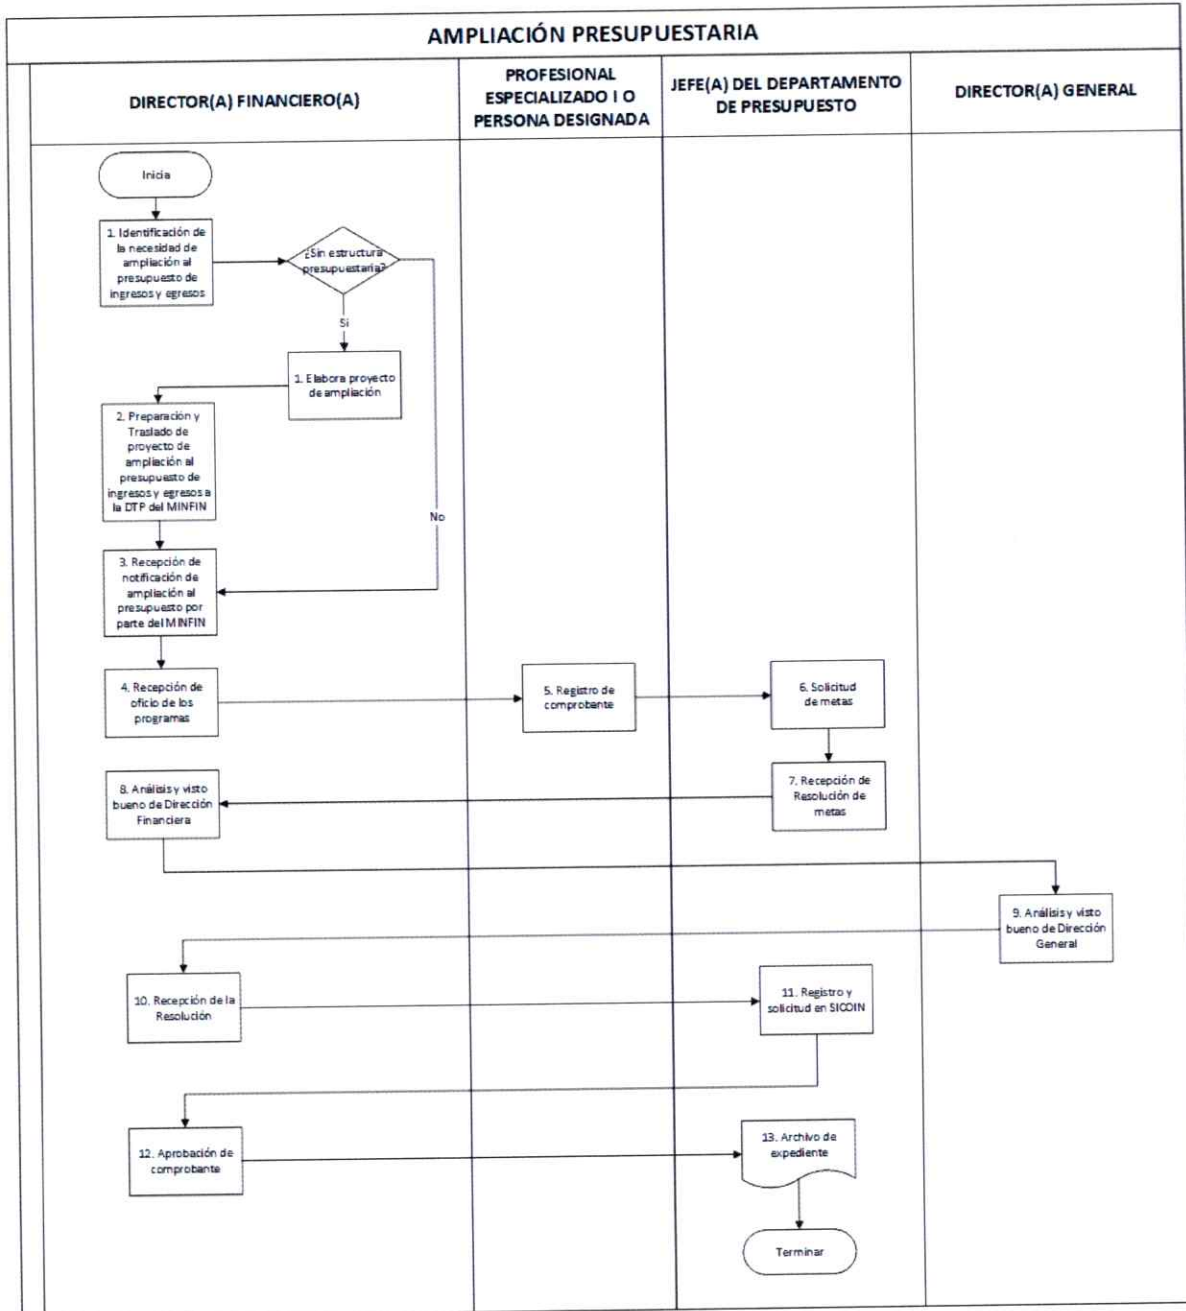 AMPLIACIÓN PRESUPUESTARIA
DIRECTOR(A) FINANCIERO(A)
PROFESIONAL
ESPECIALIZADO I O
PERSONA DESIGNADA
JEFE(A) DEL DEPARTAMENTO
DE PRESUPUESTO
DIRECTOR(A) GENERAL
Inicia
1. Identificación de
la necesidad de
ampliación al
presupuesto de
ingresos y egresos
¿Sin estructura
presupuestaria?
Si
1. Elabora proyecto
de ampliación
2. Preparación y
Traslado de
proyecto de
ampliación al
presupuesto de
ingresos y egresos a
la DTP del MINFIN
No
3. Recepción de
notificación de
ampliación al
presupuesto por
parte del MINFIN
4. Recepción de
oficio de los
programas
5. Registro de
comprobante
6. Solicitud
de metas
7. Recepción de
Resolución de
metas
8. Análisis y visto
bueno de Dirección
Financiera
9. Análisis y visto
bueno de Dirección
General
10. Recepción de la
Resolución
11. Registro y
solicitud en SICOIN
12. Aprobación de
comprobante
13. Archivo de
expediente
Terminar